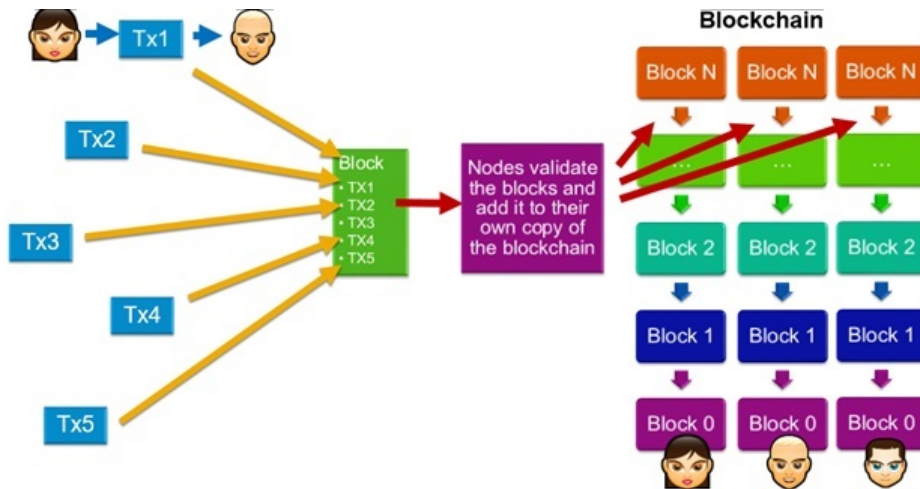 Tx1
Tx2
Tx3
Tx4
Tx5
Block
• TX1
• TX2
• TX3
• TX4
• TX5
Nodes validate
the blocks and
add it to their
own copy of
the blockchain
Blockchain
Block N Block N Block N
... ... ...
Block 2 Block 2 Block 2
Block 1 Block 1 Block 1
Block 0 Block 0 Block 0